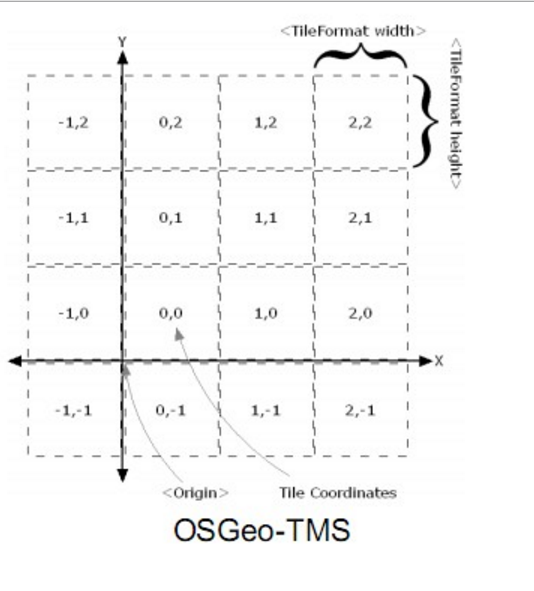 <TileFormat width>
Y
<TileFormat height>
-1,2 0,2 1,2 2,2
-1,1 0,1 1,1 2,1
-1,0 0,0 1,0 2,0
X
-1,-1 0,-1 1,-1 2,-1
<Origin> Tile Coordinates
OSGeo-TMS